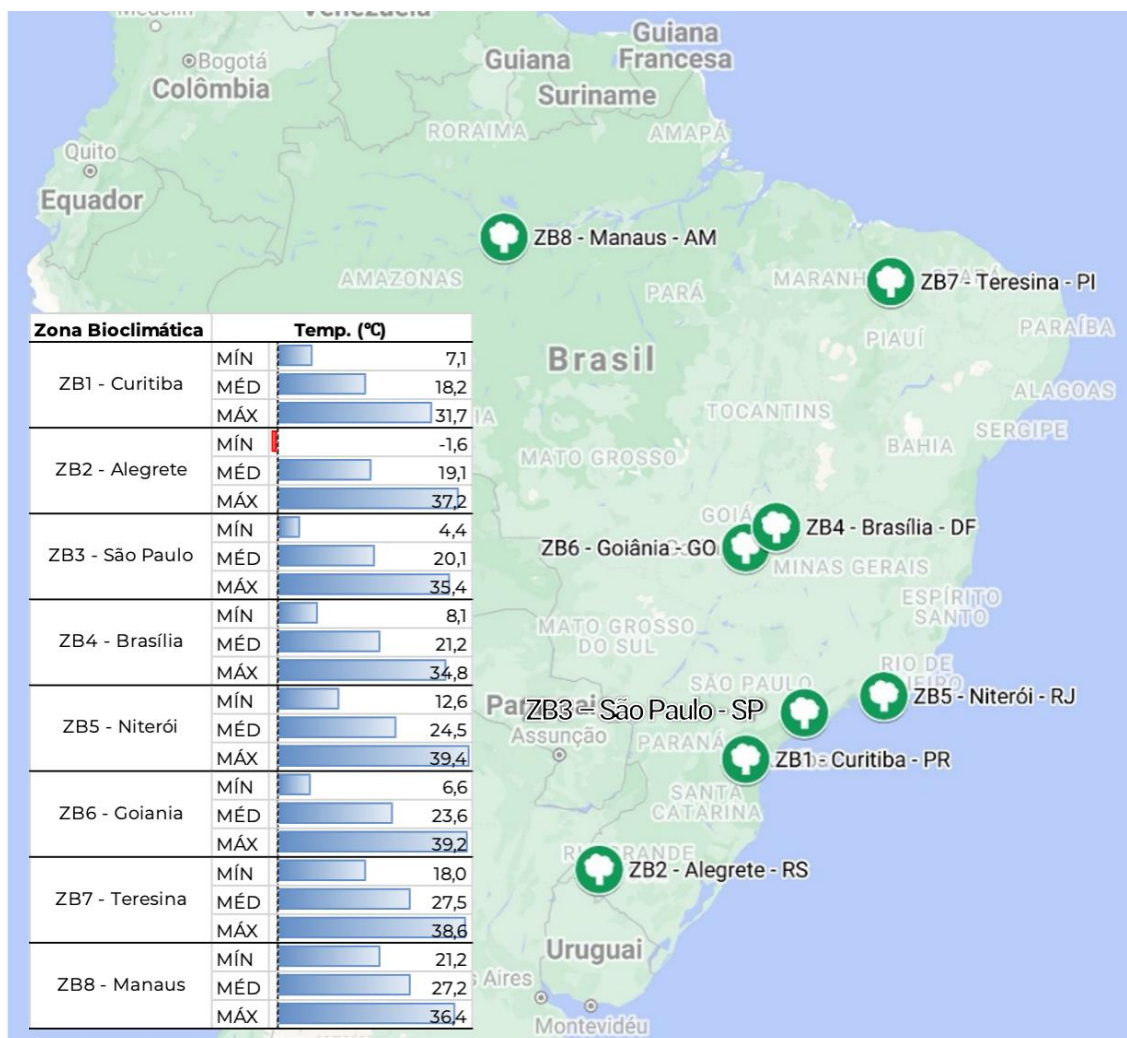 Medellín
Venezuela
Guiana
Guiana
Francesa
Bogotá
Colômbia
Suriname
RORAIMA
AMAPÁ
Quito
Equador
ZB8 - Manaus - AM
AMAZONAS
PARÁ
ZB7 - Teresina - PI
PIAUÍ
PARAÍBA
Brasil
ALAGOAS
TOCANTINS
SERGIPE
BAHIA
MATO GROSSO
ZB4 - Brasília - DF
ZB6 - Goiânia - GO
MINAS GERAIS
ESPÍRITO
SANTO
MATO GROSSO
DO SUL
RIO DE
SÃO PAULO
ZB5 - Niterói - RJ
ZB3 – São Paulo - SP
Assunção
PARANÁ
ZB1 - Curitiba - PR
SANTA
CATARINA
ZB2 - Alegrete - RS
Uruguai
Aires
Montevidéu
Zona Bioclimática Temp. (°C)
ZB1 - Curitiba
MÍN 7,1
MÉD 18,2
MÁX 31,7
ZB2 - Alegrete
MÍN -1,6
MÉD 19,1
MÁX 37,2
ZB3 - São Paulo
MÍN 4,4
MÉD 20,1
MÁX 35,4
ZB4 - Brasília
MÍN 8,1
MÉD 21,2
MÁX 34,8
ZB5 - Niterói
MÍN 12,6
MÉD 24,5
MÁX 39,4
ZB6 - Goiania
MÍN 6,6
MÉD 23,6
MÁX 39,2
ZB7 - Teresina
MÍN 18,0
MÉD 27,5
MÁX 38,6
ZB8 - Manaus
MÍN 21,2
MÉD 27,2
MÁX 36,4